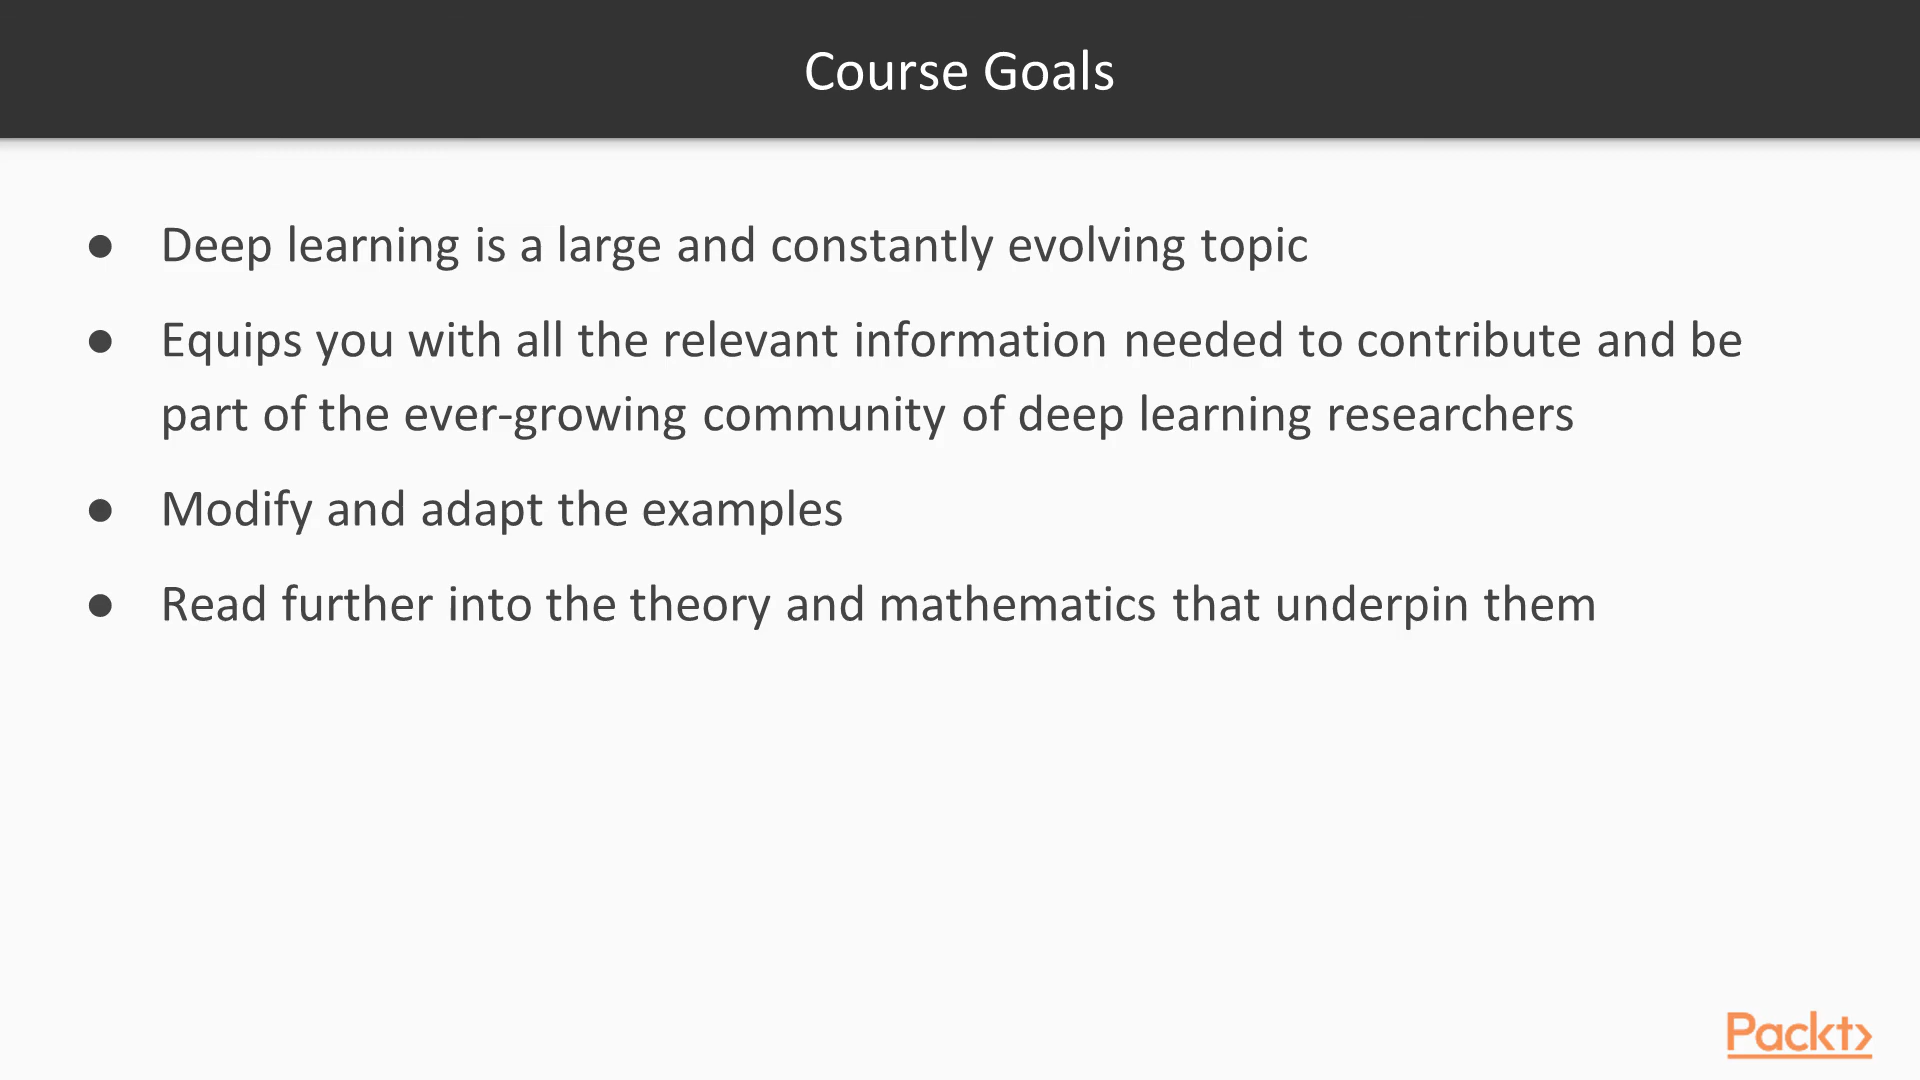 Course Goals
● Deep learning is a large and constantly evolving topic
● Equips you with all the relevant information needed to contribute and be
part of the ever-growing community of deep learning researchers
● Modify and adapt the examples
● Read further into the theory and mathematics that underpin them
Packt>